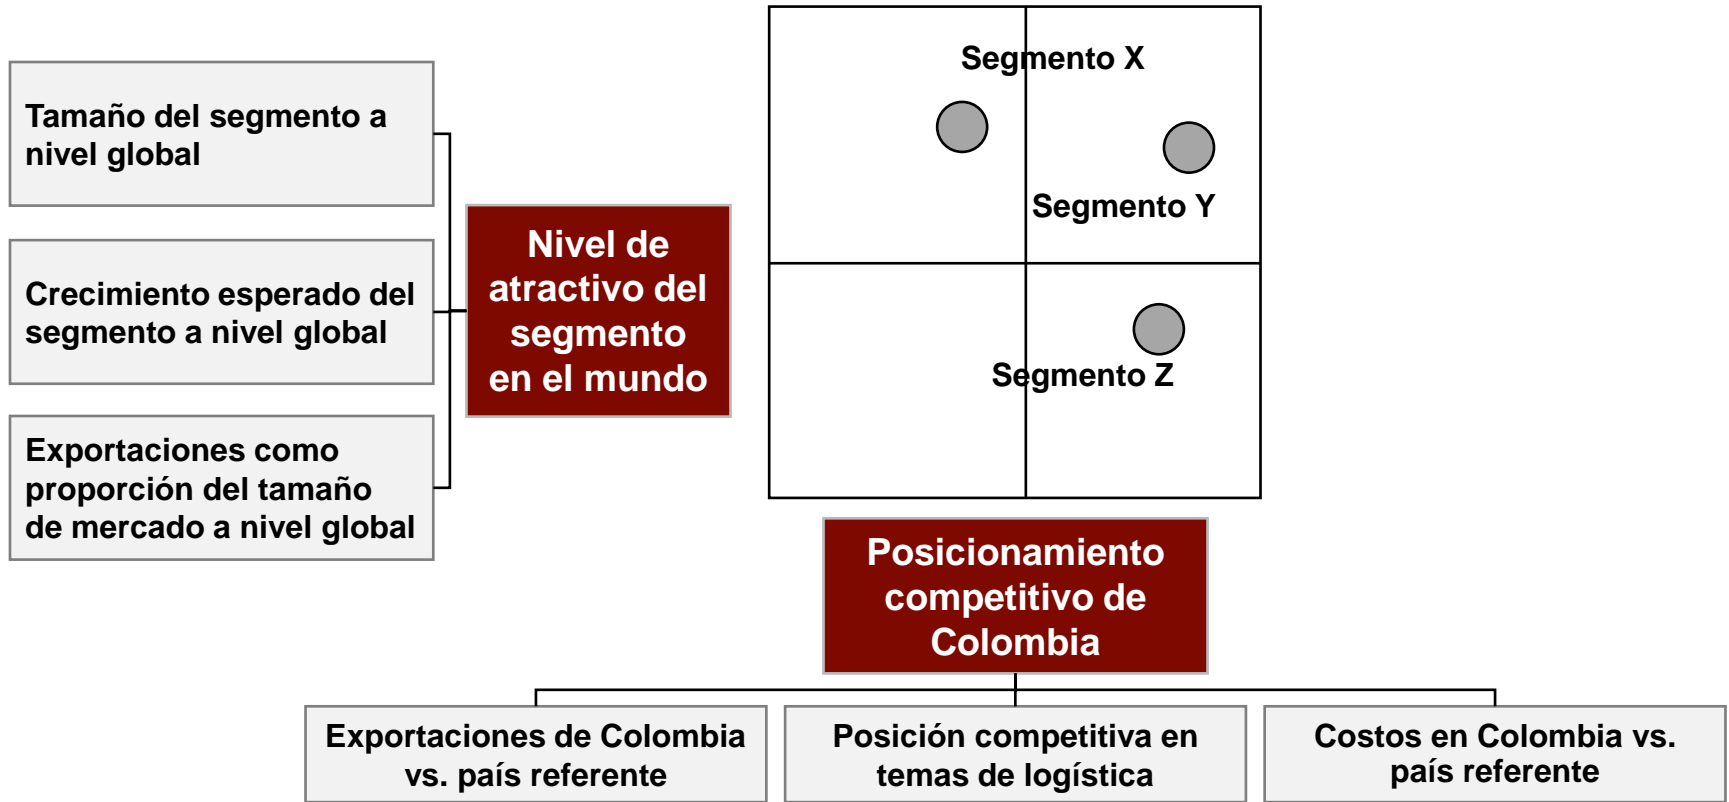 Segmento X
Tamaño del segmento a
nivel global
Segmento Y
Nivel de
atractivo del
segmento
en el mundo
Crecimiento esperado del
segmento a nivel global
Segmento Z
Exportaciones como
proporción del tamaño
de mercado a nivel global
Posicionamiento
competitivo de
Colombia
Exportaciones de Colombia
vs. país referente
Posición competitiva en
temas de logística
Costos en Colombia vs.
país referente